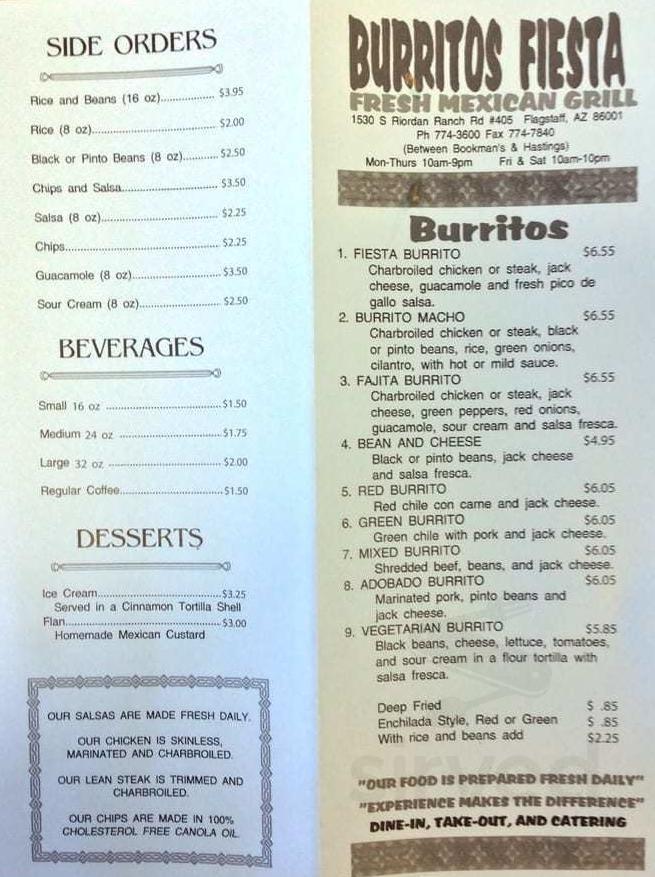 SIDE ORDERS
Rice and Beans (16 oz)................ $3.95
Rice (8 oz)............................... $2.00
Black or Pinto Beans (8 oz).......... $2.50
Chips and Salsa......................... $3.50
Salsa (8 oz).............................. $2.25
Chips....................................... $2.25
Guacamole (8 oz)...................... $3.50
Sour Cream (8 oz)..................... $2.50
BEVERAGES
Small 16 oz .............................. $1.50
Medium 24 oz ........................... $1.75
Large 32 oz .............................. $2.00
Regular Coffee.......................... $1.50
DESSERTS
Ice Cream................................ $3.25
Served in a Cinnamon Tortilla Shell
Flan......................................... $3.00
Homemade Mexican Custard
OUR SALSAS ARE MADE FRESH DAILY.
OUR CHICKEN IS SKINLESS,
MARINATED AND CHARBROILED.
OUR LEAN STEAK IS TRIMMED AND
CHARBROILED.
OUR CHIPS ARE MADE IN 100%
CHOLESTEROL FREE CANOLA OIL.
BURRITOS FIESTA
FRESH MEXICAN GRILL
1530 S Riordan Ranch Rd #405 Flagstaff, AZ 86001
Ph 774-3600 Fax 774-7840
(Between Bookman's & Hastings)
Mon-Thurs 10am-9pm Fri & Sat 10am-10pm
Burritos
1. FIESTA BURRITO $6.55
Charbroiled chicken or steak, jack
cheese, guacamole and fresh pico de
gallo salsa.
2. BURRITO MACHO $6.55
Charbroiled chicken or steak, black
or pinto beans, rice, green onions,
cilantro, with hot or mild sauce.
3. FAJITA BURRITO $6.55
Charbroiled chicken or steak, jack
cheese, green peppers, red onions,
guacamole, sour cream and salsa fresca.
4. BEAN AND CHEESE $4.95
Black or pinto beans, jack cheese
and salsa fresca.
5. RED BURRITO $6.05
Red chile con carne and jack cheese.
6. GREEN BURRITO $6.05
Green chile with pork and jack cheese.
7. MIXED BURRITO $6.05
Shredded beef, beans, and jack cheese.
8. ADOBADO BURRITO $6.05
Marinated pork, pinto beans and
jack cheese.
9. VEGETARIAN BURRITO $5.85
Black beans, cheese, lettuce, tomatoes,
and sour cream in a flour tortilla with
salsa fresca.
Deep Fried $ .85
Enchilada Style, Red or Green $ .85
With rice and beans add $2.25
sirved
"OUR FOOD IS PREPARED FRESH DAILY"
"EXPERIENCE MAKES THE DIFFERENCE"
DINE-IN, TAKE-OUT, AND CATERING